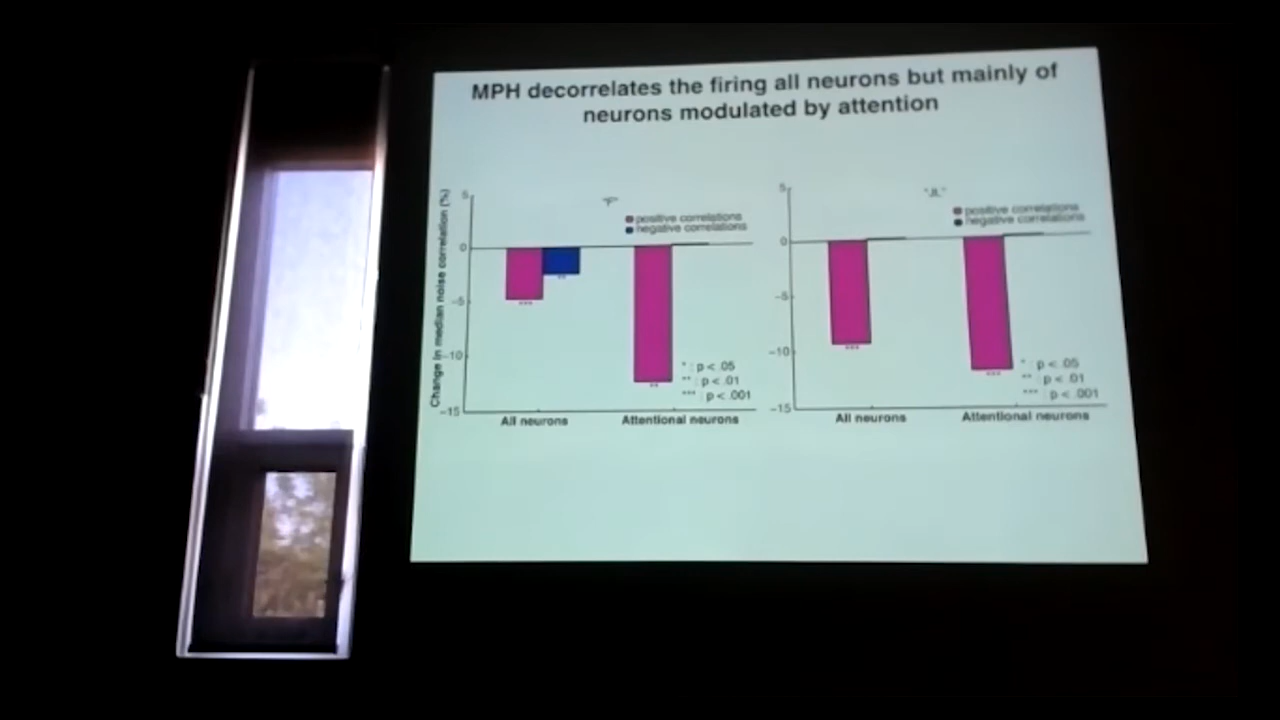 MPH decorrelates the firing all neurons but mainly of
neurons modulated by attention
Change in median noise correlation (%)
5
0
−5
−10
−15
"F"
positive correlations
negative correlations
***
**
**
* : p < .05
** : p < .01
*** : p < .001
All neurons
Attentional neurons
5
0
−5
−10
−15
"JL"
positive correlations
negative correlations
***
***
* : p < .05
** : p < .01
*** : p < .001
All neurons
Attentional neurons